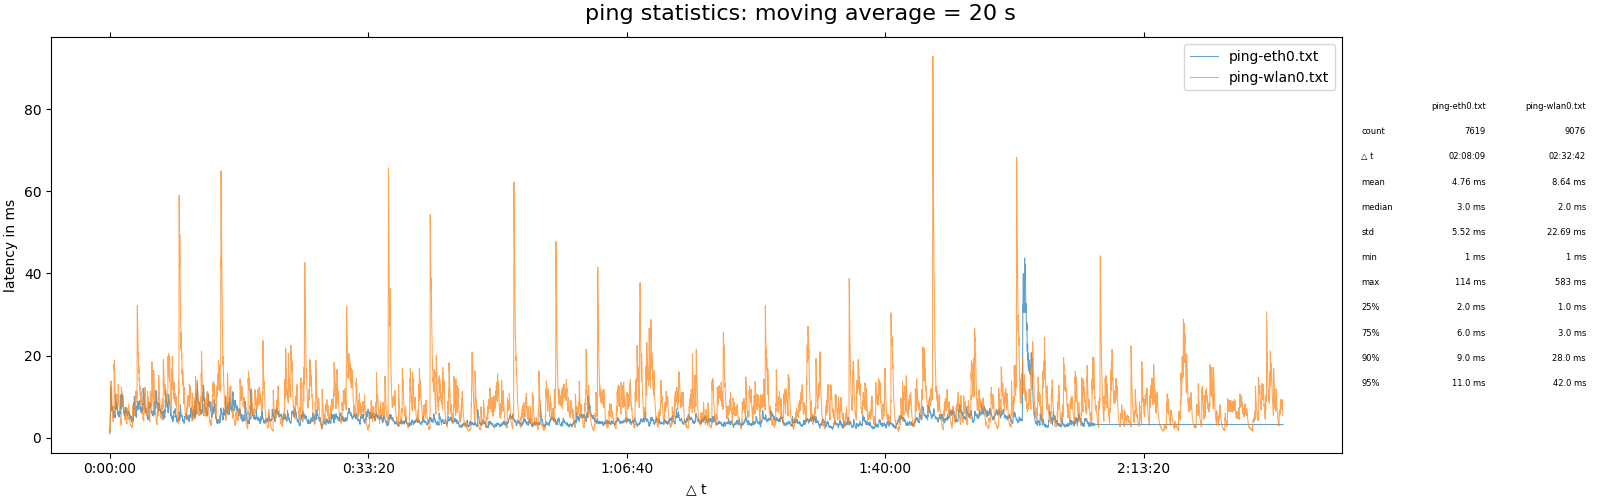 ping statistics: moving average = 20 s
ping-eth0.txt
ping-wlan0.txt
80
60
40
20
0
latency in ms
0:00:00 0:33:20 1:06:40 1:40:00 2:13:20
△ t
ping-eth0.txt ping-wlan0.txt
count 7619 9076
△ t 02:08:09 02:32:42
mean 4.76 ms 8.64 ms
median 3.0 ms 2.0 ms
std 5.52 ms 22.69 ms
min 1 ms 1 ms
max 114 ms 583 ms
25% 2.0 ms 1.0 ms
75% 6.0 ms 3.0 ms
90% 9.0 ms 28.0 ms
95% 11.0 ms 42.0 ms